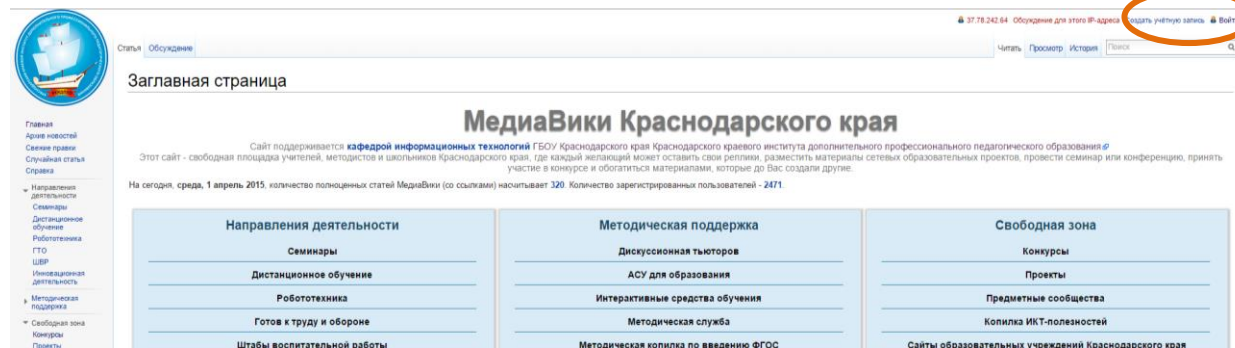 37.78.242.64 Обсуждение для этого IP-адреса Создать учётную запись Войти
Статья Обсуждение
Читать Просмотр История Поиск
Заглавная страница
МедиаВики Краснодарского края
Сайт поддерживается кафедрой информационных технологий ГБОУ Краснодарского края Краснодарского краевого института дополнительного профессионального педагогического образования
Этот сайт - свободная площадка учителей, методистов и школьников Краснодарского края, где каждый желающий может оставить свои реплики, разместить материалы сетевых образовательных проектов, провести семинар или конференцию, принять
участие в конкурсе и обогатиться материалами, которые до Вас создали другие.
На сегодня, среда, 1 апрель 2015, количество полноценных статей МедиаВики (со ссылками) насчитывает 320. Количество зарегистрированных пользователей - 2471.
Главная
Архив новостей
Свежие правки
Случайная статья
Справка
Направления
деятельности
Семинары
Дистанционное
обучение
Робототехника
ГТО
ШВР
Инновационная
деятельность
Методическая
поддержка
Свободная зона
Конкурсы
Проекты
Направления деятельности
Семинары
Дистанционное обучение
Робототехника
Готов к труду и обороне
Штабы воспитательной работы
Методическая поддержка
Дискуссионная тьюторов
АСУ для образования
Интерактивные средства обучения
Методическая служба
Методическая копилка по введению ФГОС
Свободная зона
Конкурсы
Проекты
Предметные сообщества
Копилка ИКТ-полезностей
Сайты образовательных учреждений Краснодарского края